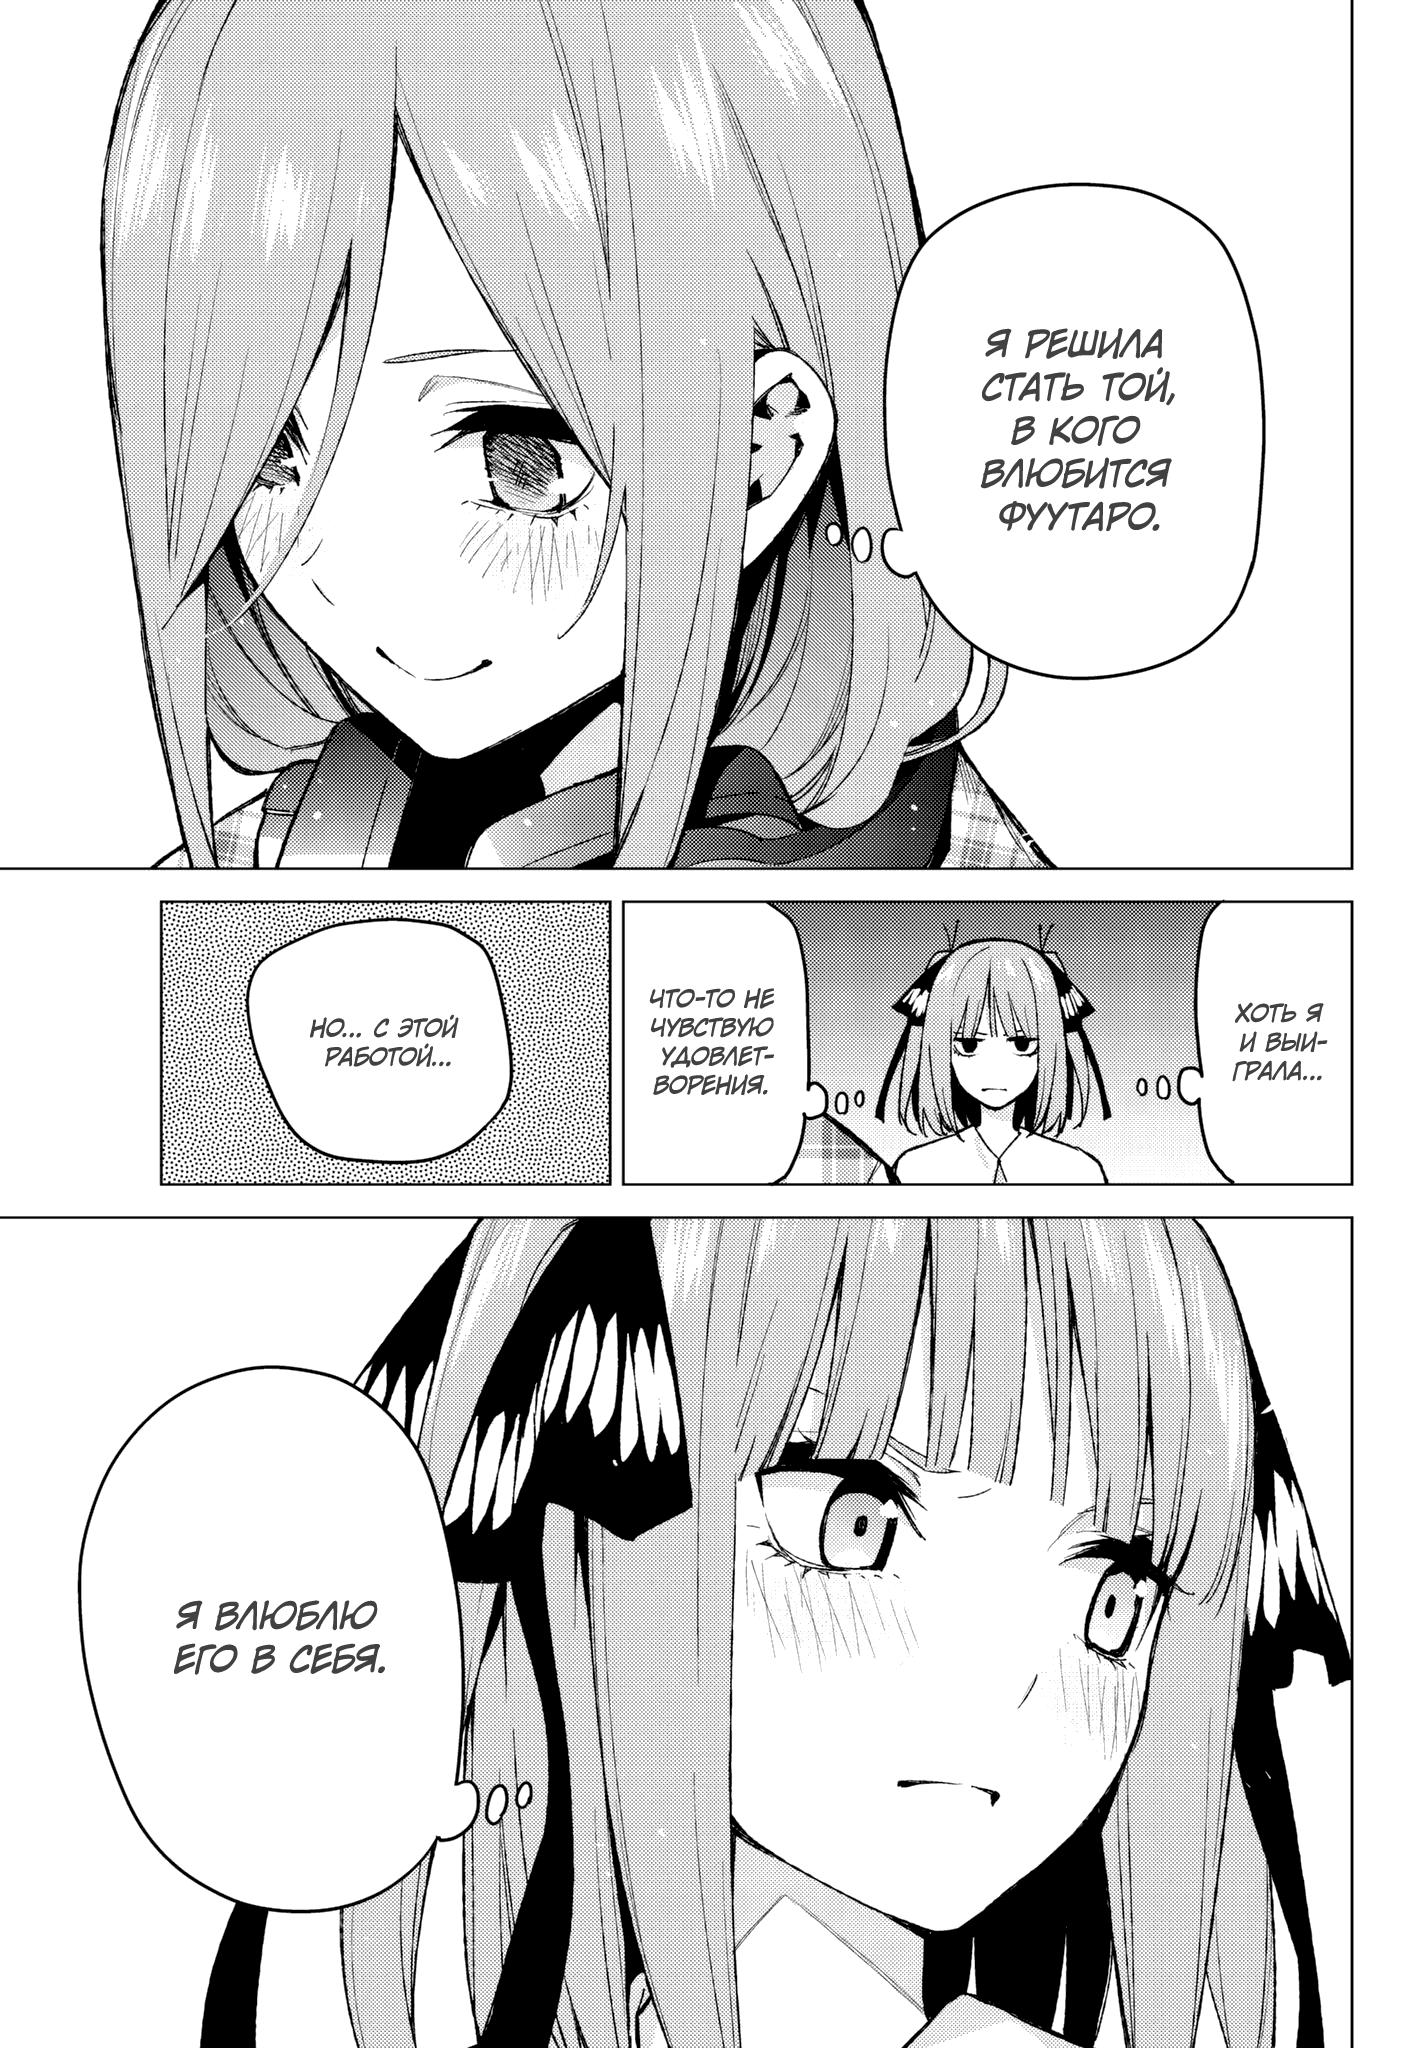 Я РЕШИЛА
СТАТЬ ТОЙ,
В КОГО
ВЛЮБИТСЯ
ФУУТАРО.
ХОТЬ Я
И ВЫИ-
ГРАЛА...
ЧТО-ТО НЕ
ЧУВСТВУЮ
УДОВЛЕТ-
ВОРЕНИЯ.
НО... С ЭТОЙ
РАБОТОЙ...
Я ВЛЮБЛЮ
ЕГО В СЕБЯ.